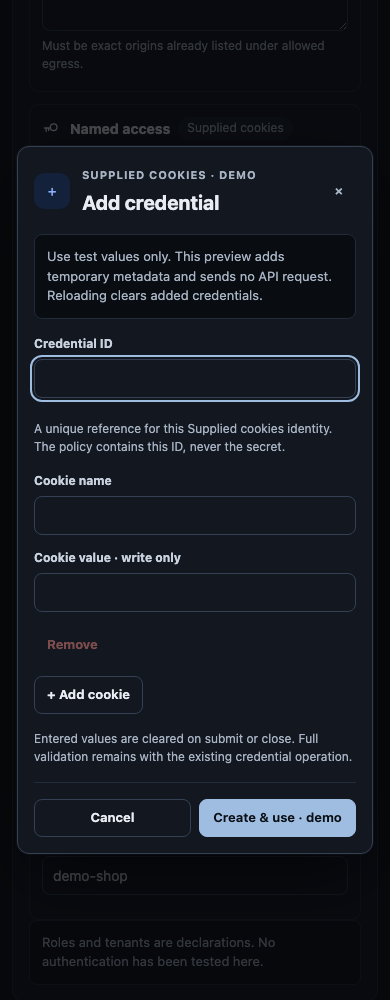 Must be exact origins already listed under allowed
egress.
Named access Supplied cookies
+ SUPPLIED COOKIES · DEMO
Add credential ×
Use test values only. This preview adds
temporary metadata and sends no API request.
Reloading clears added credentials.
Credential ID
A unique reference for this Supplied cookies identity.
The policy contains this ID, never the secret.
Cookie name
Cookie value · write only
Remove
+ Add cookie
Entered values are cleared on submit or close. Full
validation remains with the existing credential operation.
Cancel Create & use · demo
demo-shop
Roles and tenants are declarations. No
authentication has been tested here.